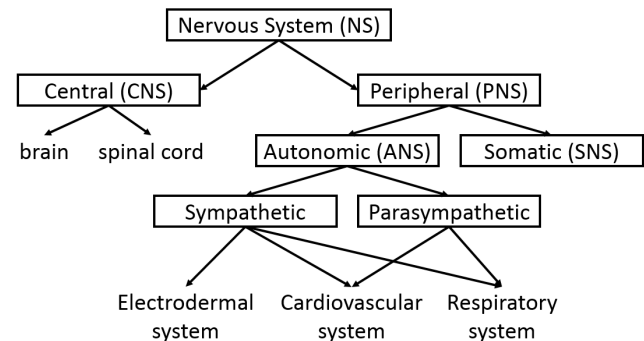 Nervous System (NS)
Central (CNS)
Peripheral (PNS)
brain
spinal cord
Autonomic (ANS)
Somatic (SNS)
Sympathetic
Parasympathetic
Electrodermal
system
Cardiovascular
system
Respiratory
system